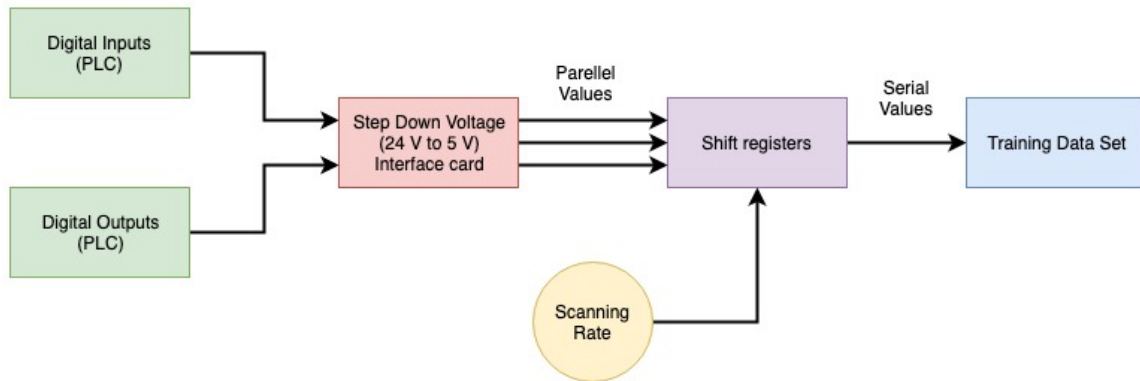 Digital Inputs
(PLC)
Parellel
Values
Serial
Values
Step Down Voltage
(24 V to 5 V)
Interface card
Shift registers
Training Data Set
Digital Outputs
(PLC)
Scanning
Rate